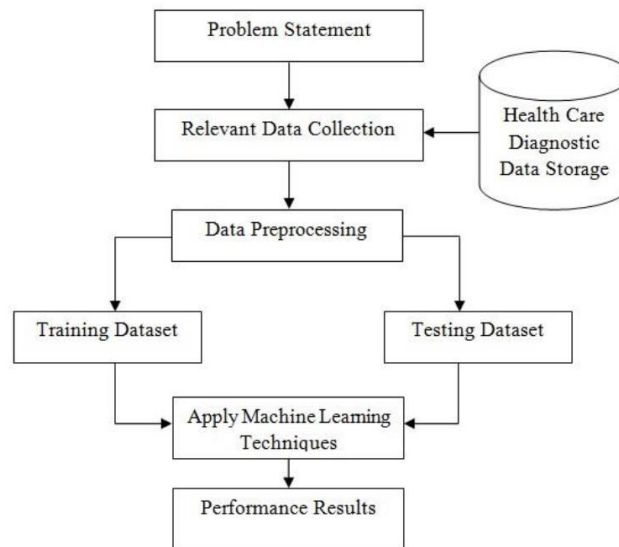 Problem Statement
Relevant Data Collection
Health Care
Diagnostic
Data Storage
Data Preprocessing
Training Dataset
Testing Dataset
Apply Machine Learning
Techniques
Performance Results